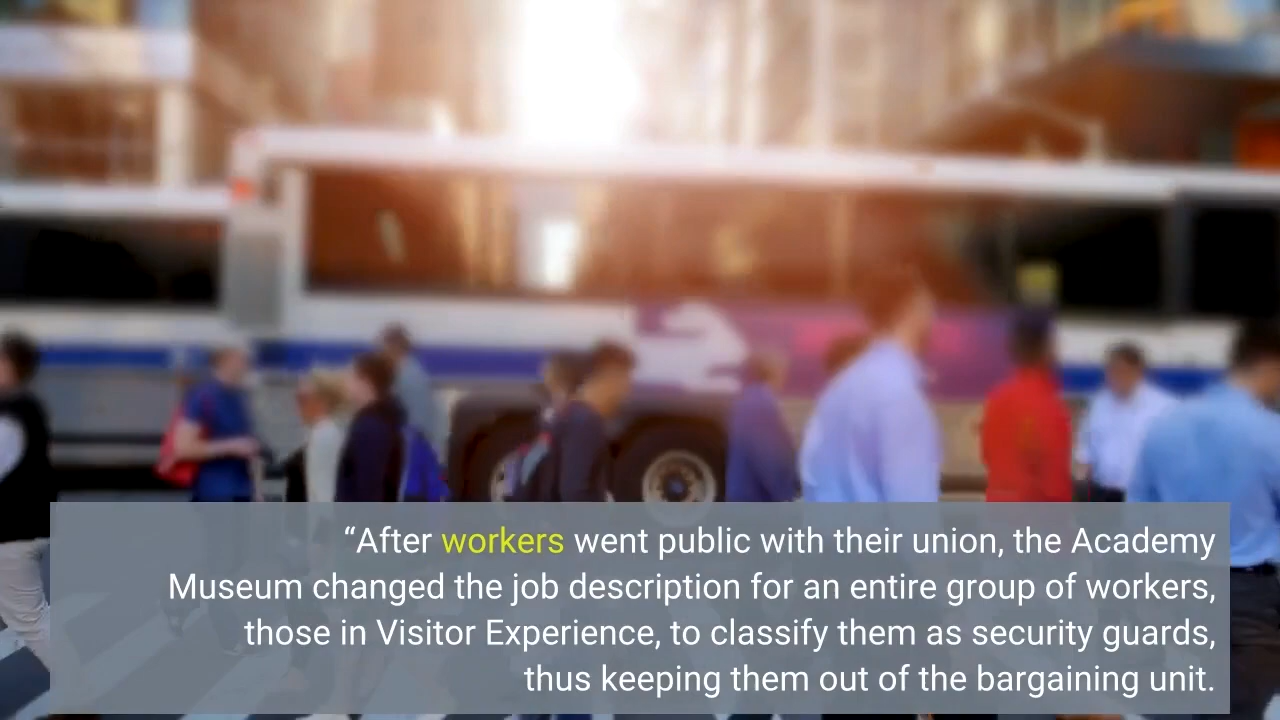 “After workers went public with their union, the Academy
Museum changed the job description for an entire group of workers,
those in Visitor Experience, to classify them as security guards,
thus keeping them out of the bargaining unit.